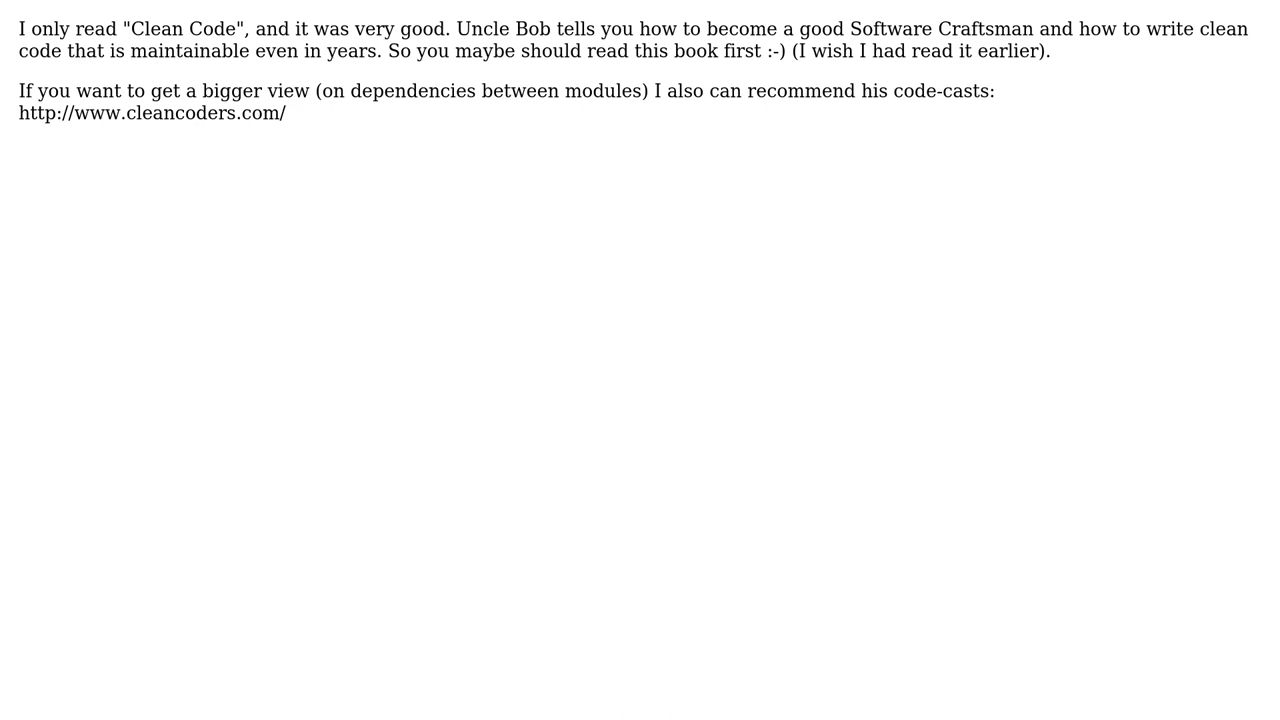 I only read "Clean Code", and it was very good. Uncle Bob tells you how to become a good Software Craftsman and how to write clean
code that is maintainable even in years. So you maybe should read this book first :-) (I wish I had read it earlier).
If you want to get a bigger view (on dependencies between modules) I also can recommend his code-casts:
http://www.cleancoders.com/